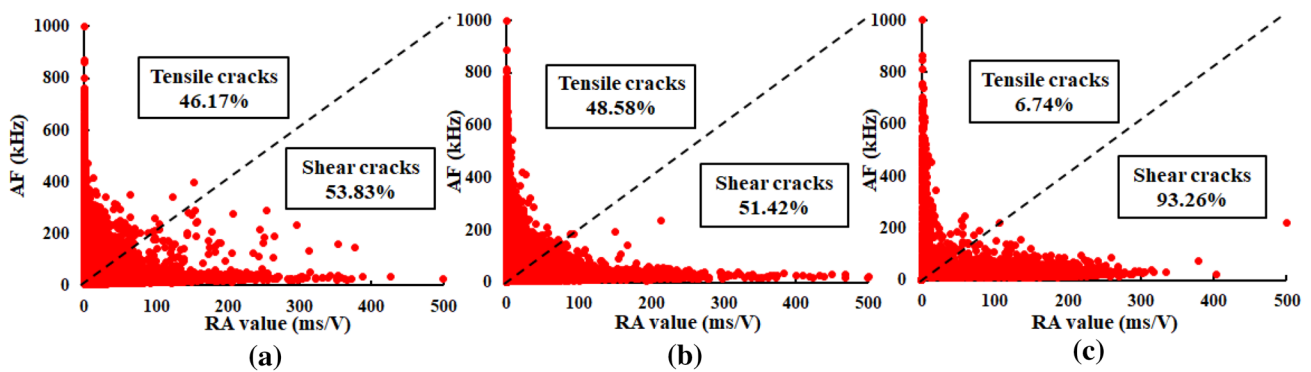 1000
800
600
400
200
0
AF (kHz)
Tensile cracks
46.17%
Shear cracks
53.83%
0 100 200 300 400 500
RA value (ms/V)
(a)
1000
800
600
400
200
0
AF (kHz)
Tensile cracks
48.58%
Shear cracks
51.42%
0 100 200 300 400 500
RA value (ms/V)
(b)
1000
800
600
400
200
0
AF (kHz)
Tensile cracks
6.74%
Shear cracks
93.26%
0 100 200 300 400 500
RA value (ms/V)
(c)